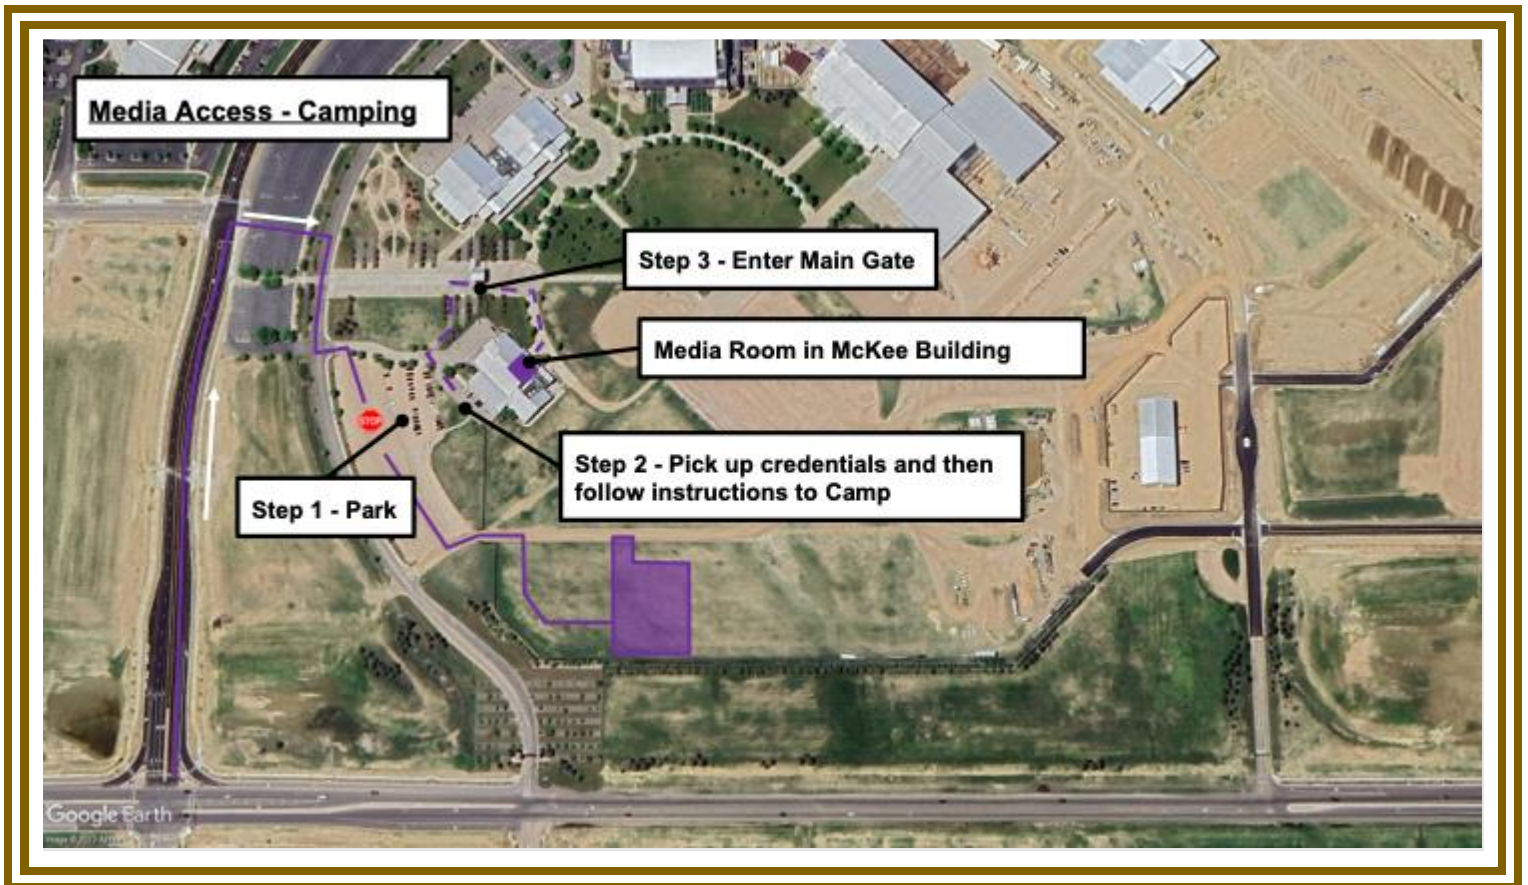 Media Access - Camping
Step 3 - Enter Main Gate
Media Room in McKee Building
STOP
Step 2 - Pick up credentials and then
follow instructions to Camp
Step 1 - Park
Google Earth